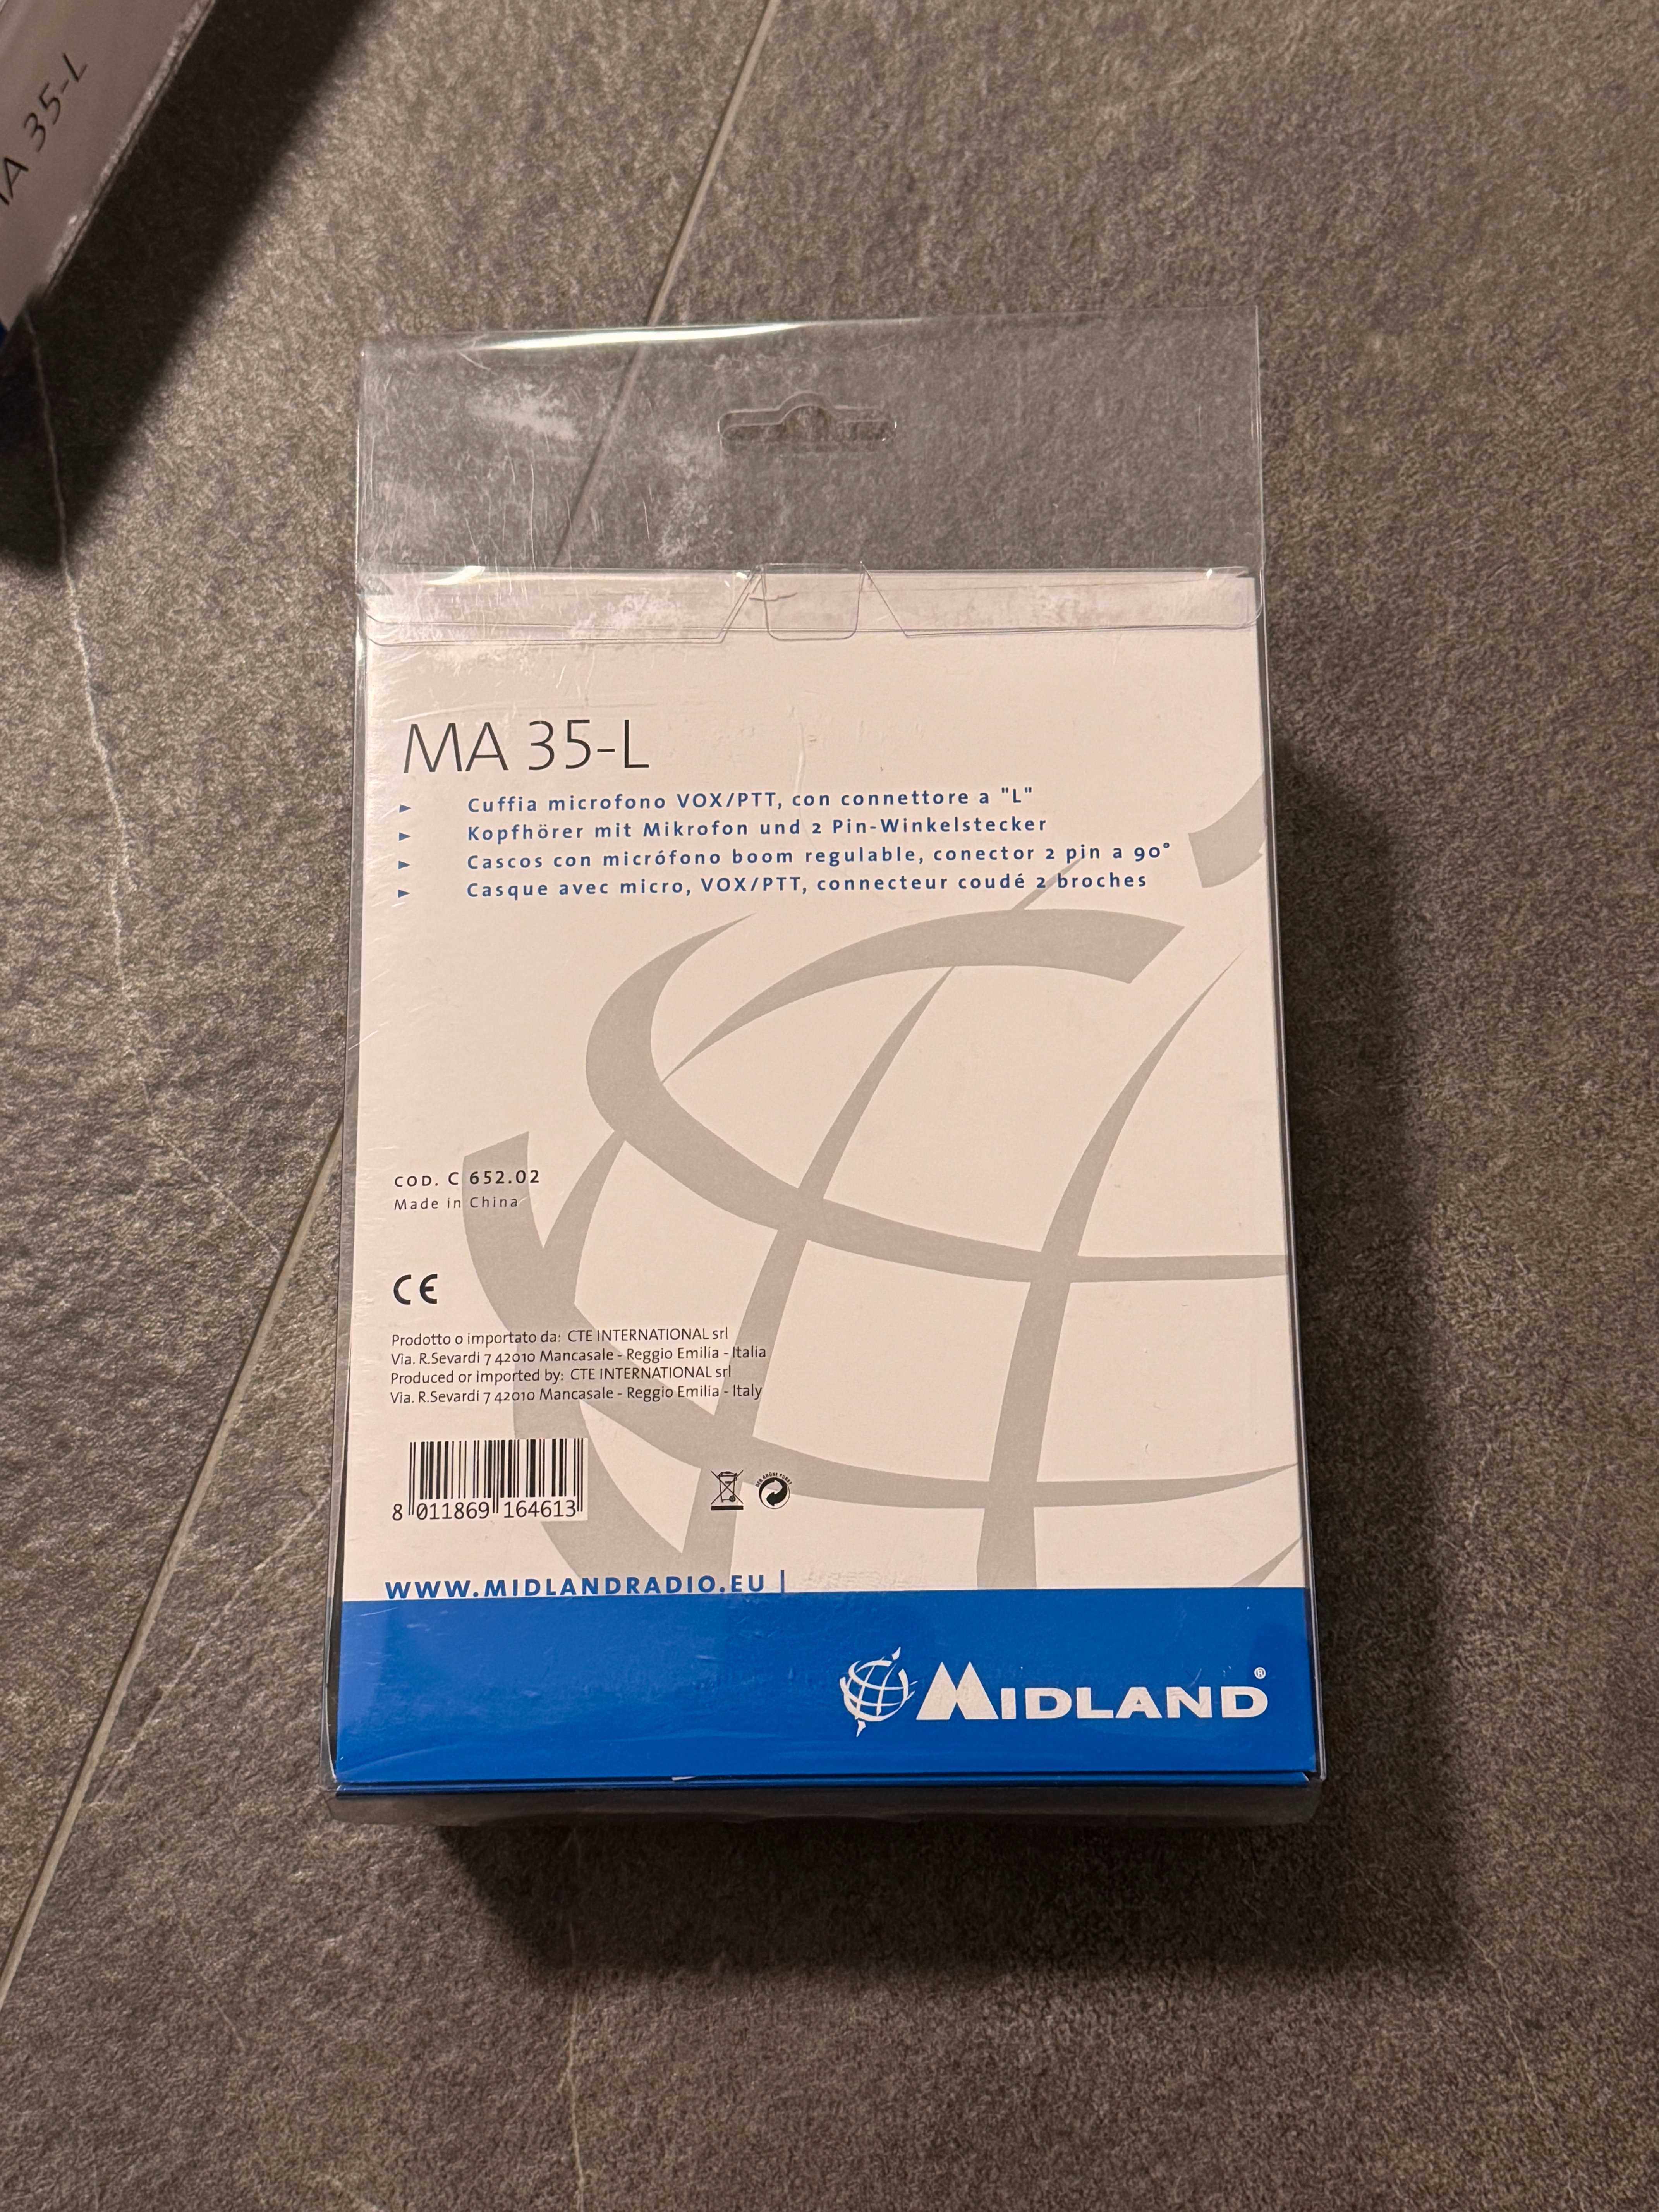 MA 35-L
MA 35-L
► Cuffia microfono VOX/PTT, con connettore a "L"
► Kopfhörer mit Mikrofon und 2 Pin-Winkelstecker
► Cascos con micrófono boom regulable, conector 2 pin a 90°
► Casque avec micro, VOX/PTT, connecteur coudé 2 broches
COD. C 652.02
Made in China
CE
Prodotto o importato da: CTE INTERNATIONAL srl
Via. R.Sevardi 7 42010 Mancasale - Reggio Emilia - Italia
Produced or imported by: CTE INTERNATIONAL srl
Via. R.Sevardi 7 42010 Mancasale - Reggio Emilia - Italy
8 011869 164613
DER GRÜNE PUNKT
WWW.MIDLANDRADIO.EU |
MIDLAND®